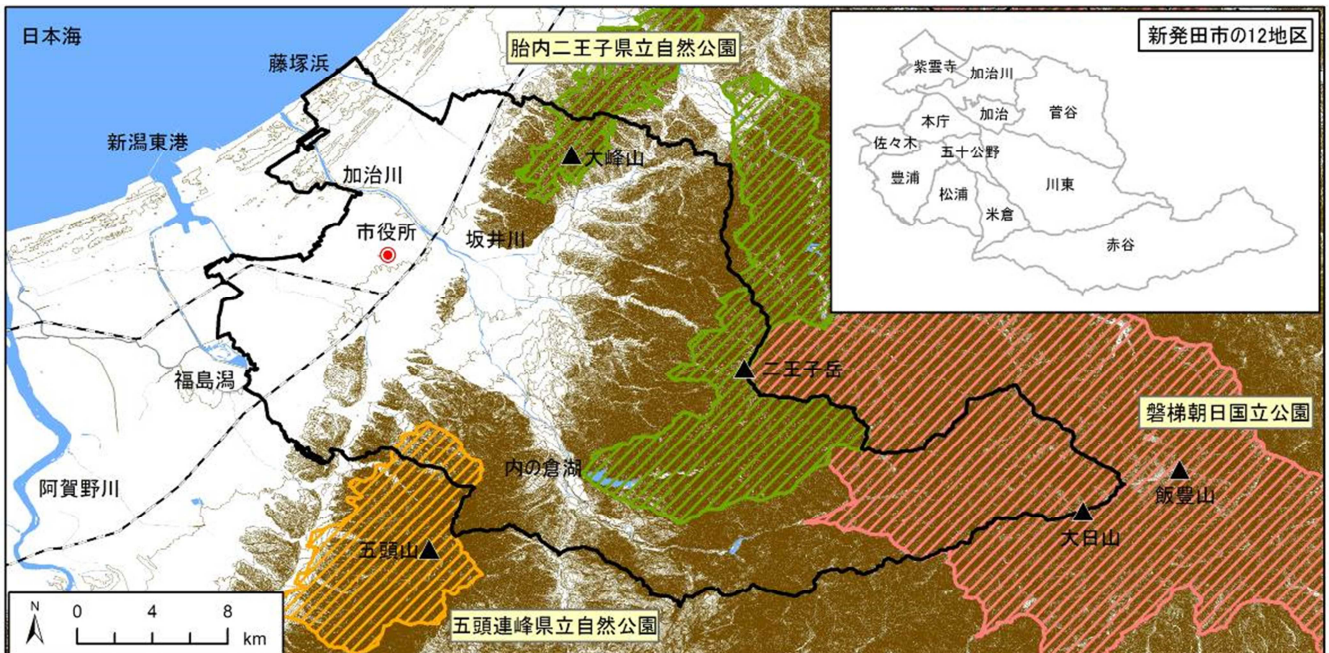 日本海
胎内二王子県立自然公園
新発田市の12地区
藤塚浜
新潟東港
大峰山
加治川
市役所
坂井川
二王子岳
福島潟
磐梯朝日国立公園
内の倉湖
飯豊山
阿賀野川
大日山
五頭山
五頭連峰県立自然公園
N
0 4 8
km
紫雲寺
加治川
菅谷
本庁
加治
佐々木
五十公野
豊浦
松浦
川東
米倉
赤谷